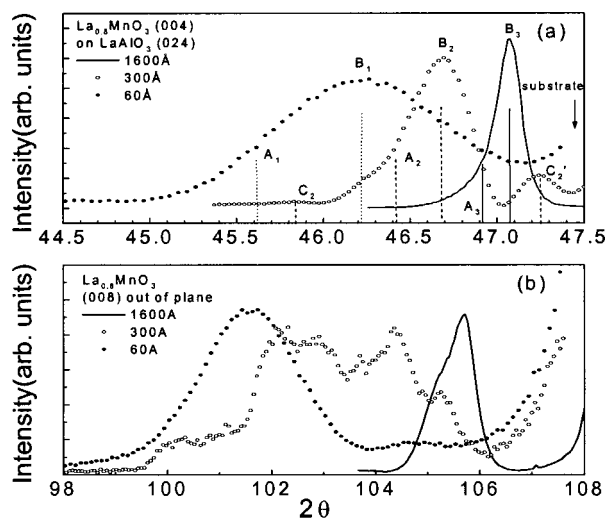 La0.8MnO3 (004)
on LaAlO3 (024)
1600Å
300Å
60Å
(a)
B1
B2
B3
substrate
A1
C2
A2
A3
C2'
Intensity(arb. units)
44.5 45.0 45.5 46.0 46.5 47.0 47.5
La0.8MnO3
(008) out of plane
1600A
300A
60A
(b)
Intensity(arb. units)
98 100 102 104 106 108
2θ